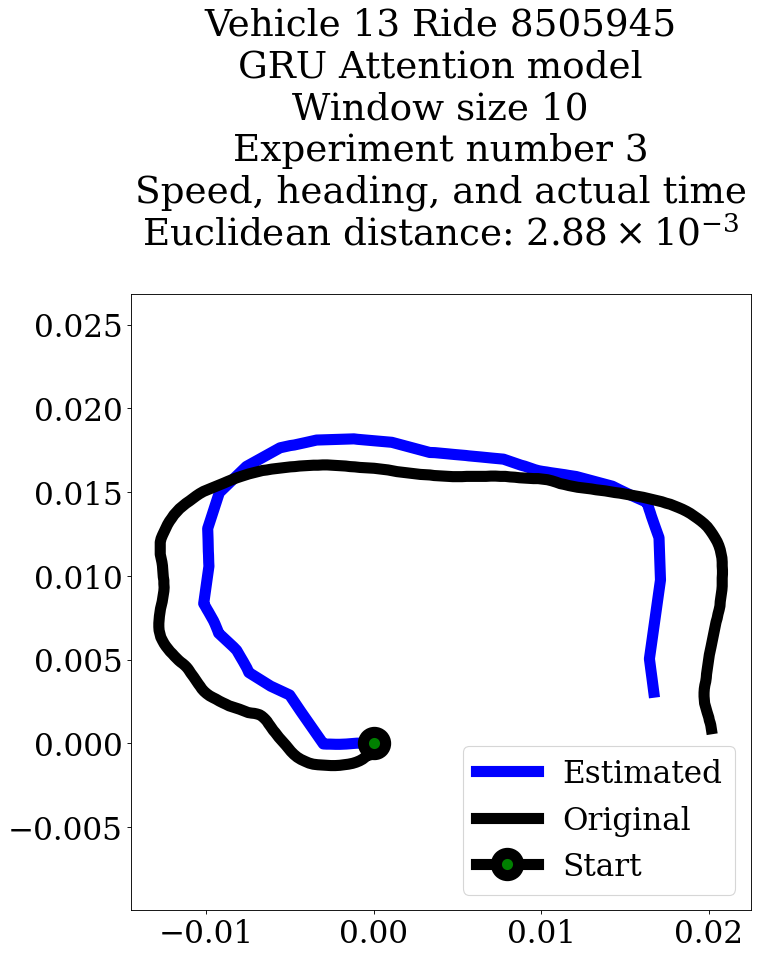 Vehicle 13 Ride 8505945
GRU Attention model
Window size 10
Experiment number 3
Speed, heading, and actual time
Euclidean distance: 2.88 × 10⁻³
0.025
0.020
0.015
0.010
0.005
0.000
−0.005
−0.01
0.00
0.01
0.02
Estimated
Original
Start